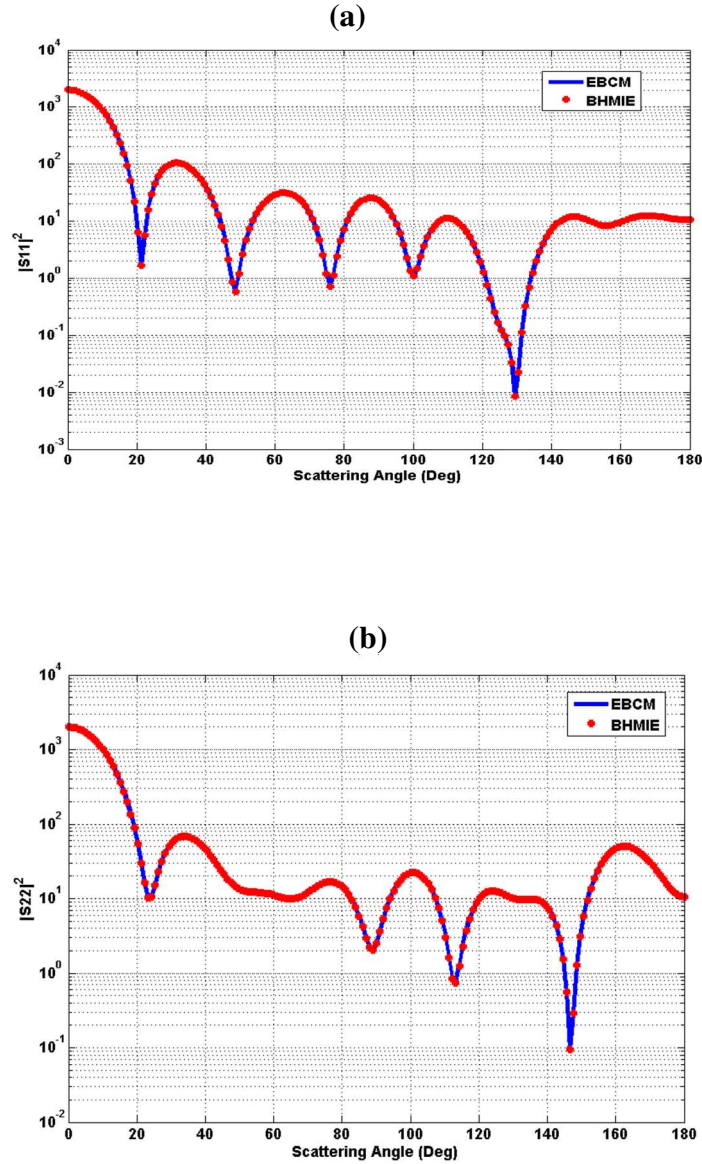 (a)
10^4
10^3
10^2
10^1
10^0
10^-1
10^-2
10^-3
|S11|^2
EBCM
BHMIE
0 20 40 60 80 100 120 140 160 180
Scattering Angle (Deg)
(b)
10^4
10^3
10^2
10^1
10^0
10^-1
10^-2
|S22|^2
EBCM
BHMIE
0 20 40 60 80 100 120 140 160 180
Scattering Angle (Deg)